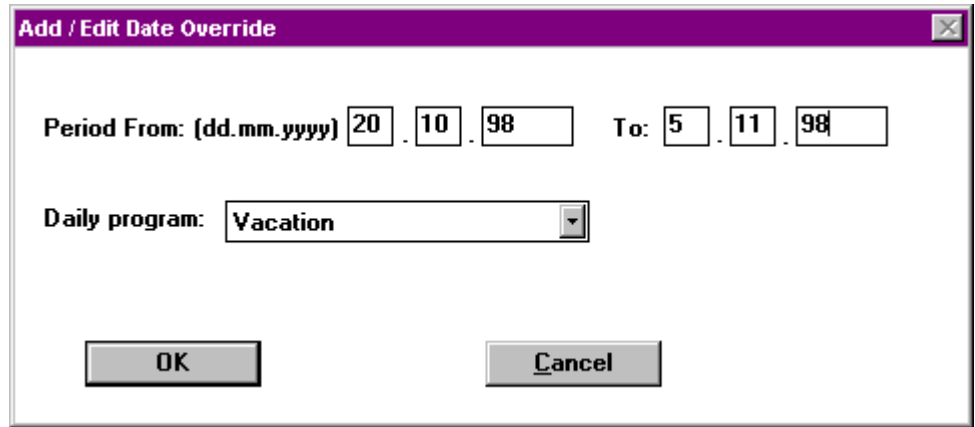 Add / Edit Date Override
Period From: (dd.mm.yyyy) 20 . 10 . 98 To: 5 . 11 . 98
Daily program: Vacation
OK Cancel